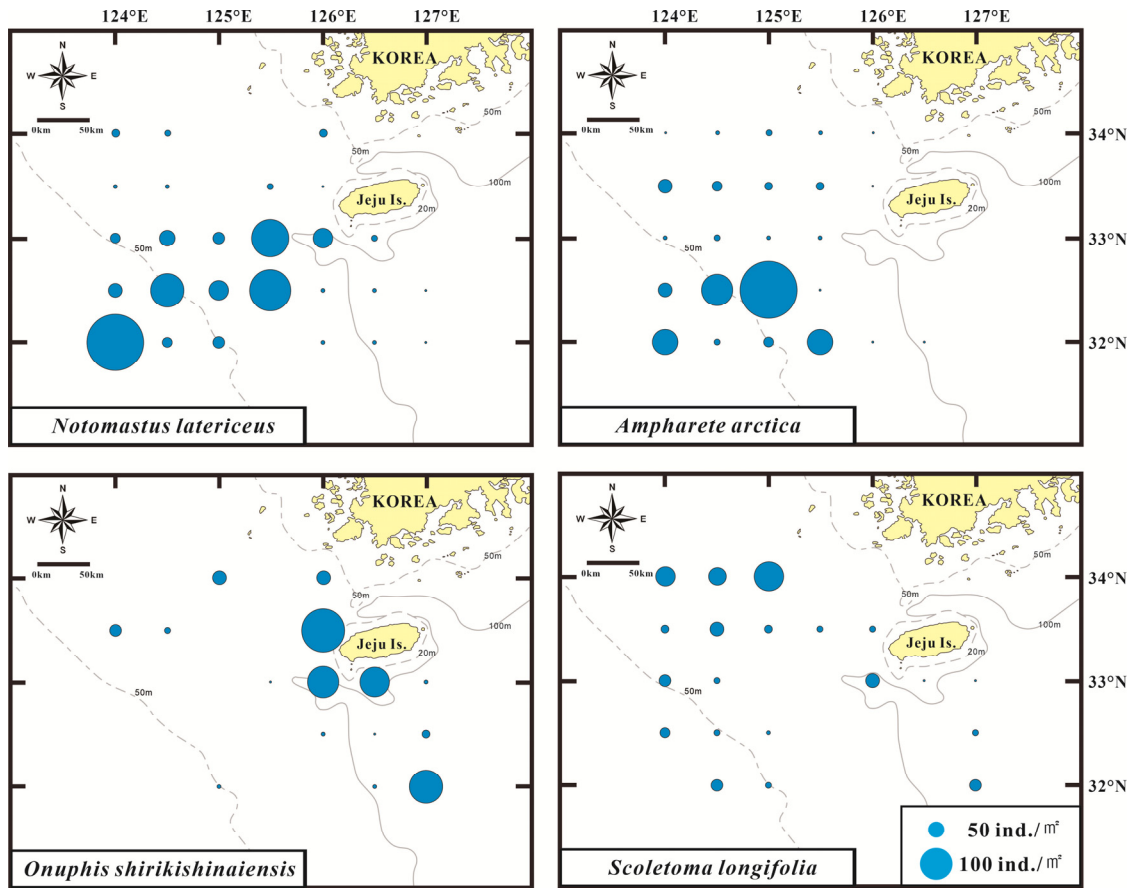 124°E 125°E 126°E 127°E
124°E 125°E 126°E 127°E
N
W E
S
0km 50km
KOREA
50m
50m
100m
Jeju Is.
20m
50m
Notomastus latericeus
N
W E
S
0km 50km
KOREA
50m
50m
100m
Jeju Is.
20m
50m
34°N
33°N
32°N
Ampharete arctica
N
W E
S
0km 50km
KOREA
50m
50m
100m
Jeju Is.
20m
50m
Onuphis shirikishinaiensis
N
W E
S
0km 50km
KOREA
50m
50m
100m
Jeju Is.
20m
50m
34°N
33°N
32°N
50 ind./㎡
100 ind./㎡
Scoletoma longifolia